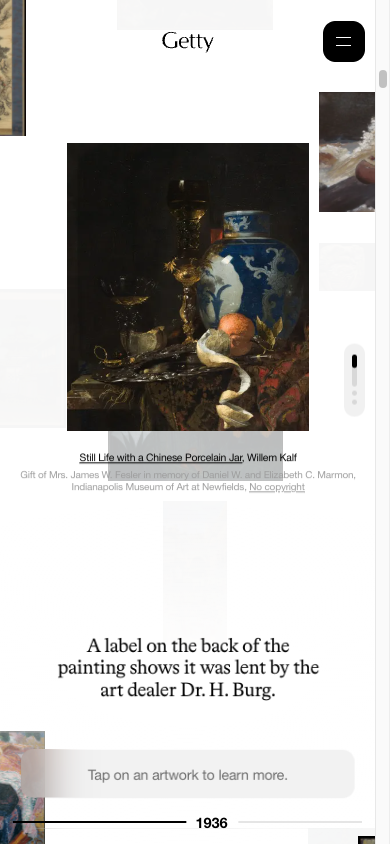 Getty
Still Life with a Chinese Porcelain Jar, Willem Kalf
Gift of Mrs. James W. Fesler in memory of Daniel W. and Elizabeth C. Marmon,
Indianapolis Museum of Art at Newfields, No copyright
A label on the back of the
painting shows it was lent by the
art dealer Dr. H. Burg.
Tap on an artwork to learn more.
1936